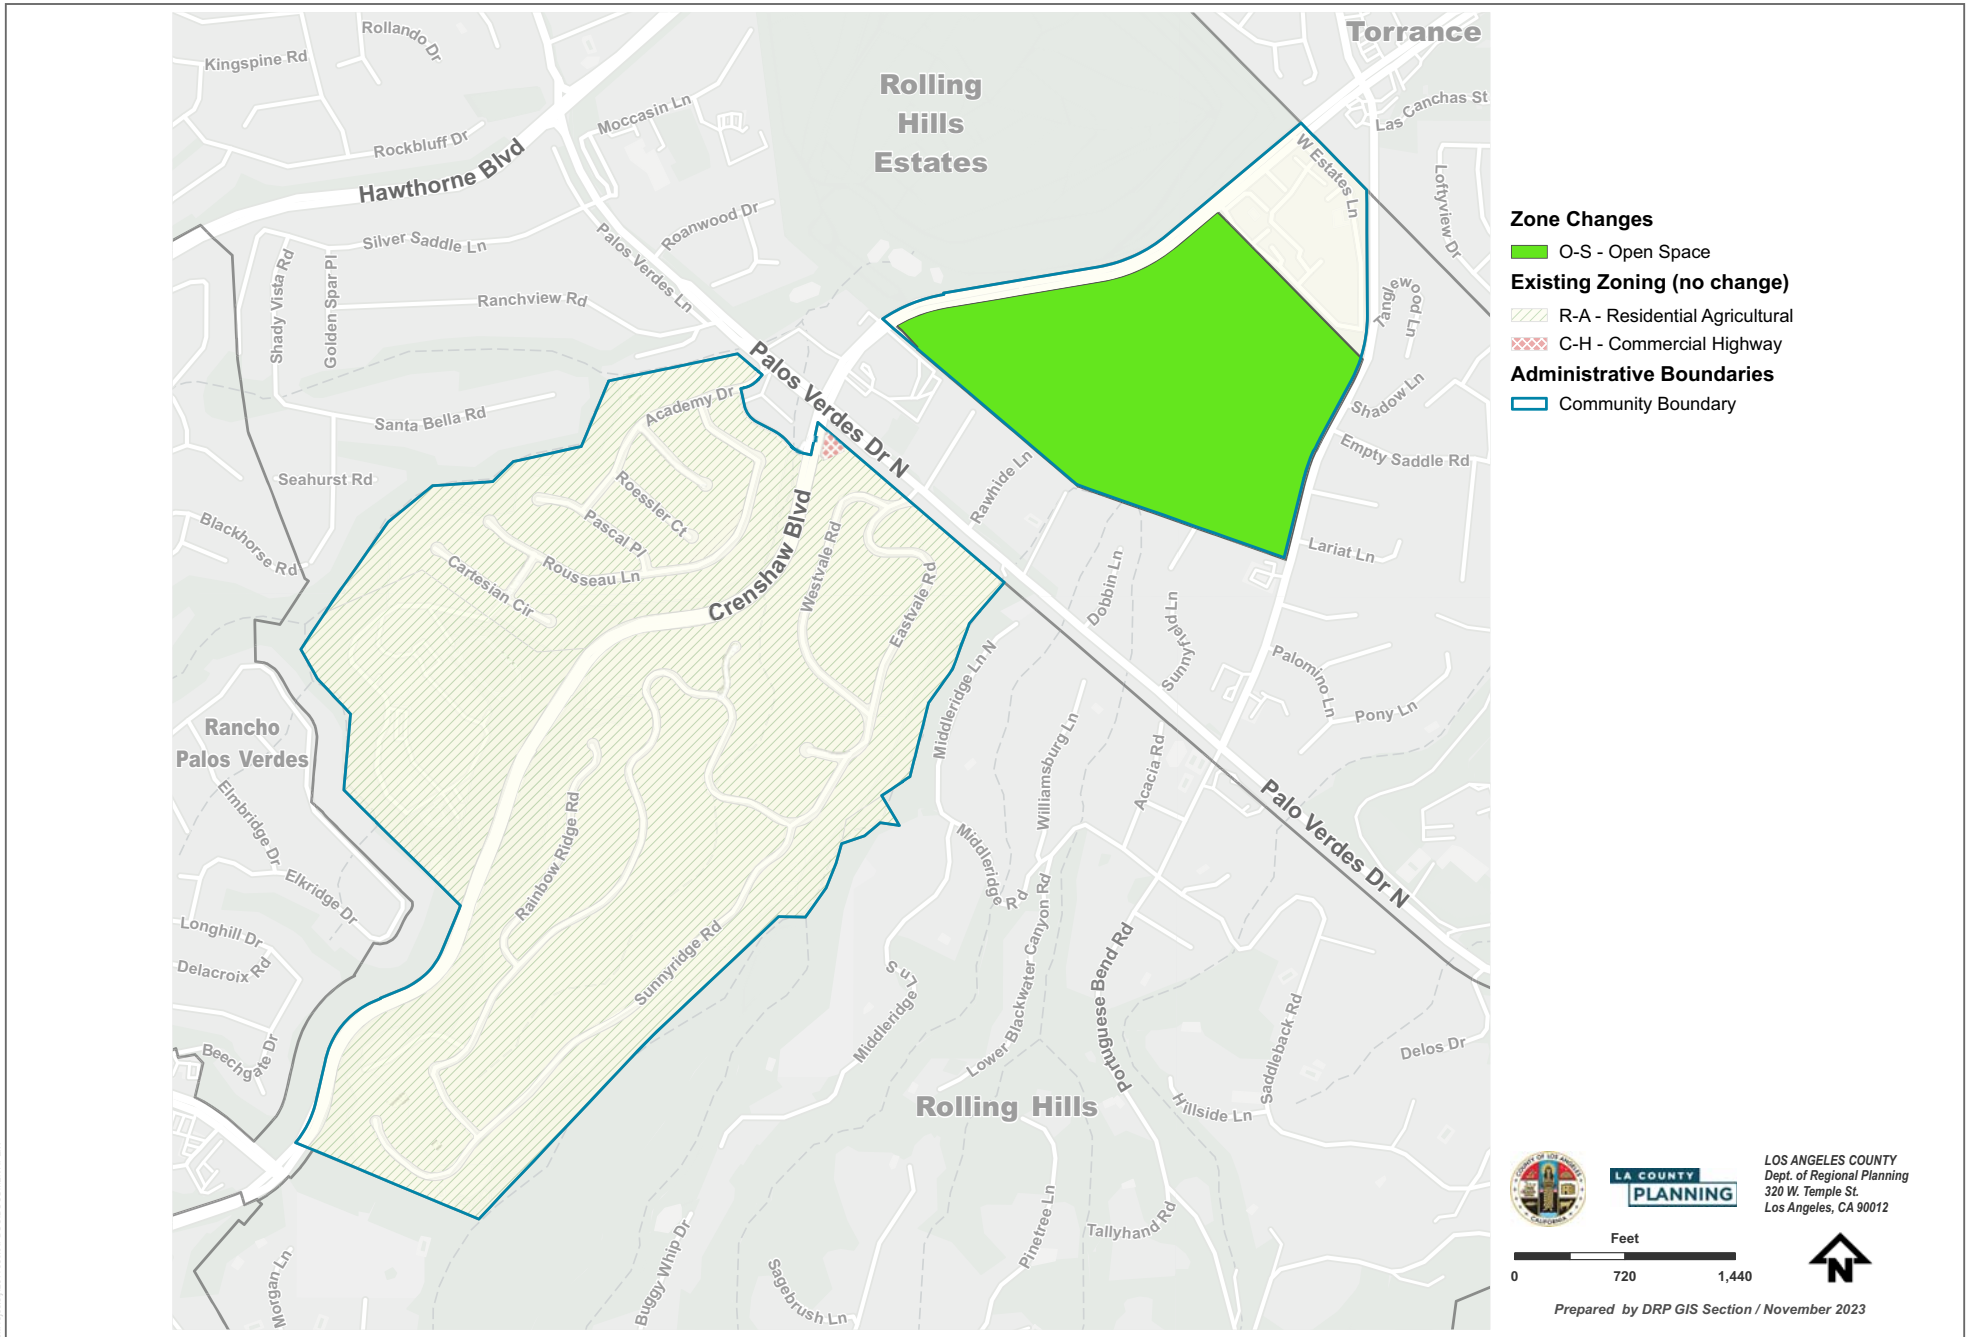 Rollando Dr
Kingspine Rd
Rockbluff Dr
Moccasin Ln
Hawthorne Blvd
Rolling
Hills
Estates
Torrance
Las Canchas St
W Estates Ln
Loftyview Dr
Silver Saddle Ln
Palos Verdes Ln
Roanwood Dr
Shady Vista Rd
Golden Spar Pl
Ranchview Rd
Tanglewood Ln
Santa Bella Rd
Academy Dr
Palos Verdes Dr N
Shadow Ln
Empty Saddle Rd
Seahurst Rd
Roessler Ct
Pascal Pl
Rawhide Ln
Blackhorse Rd
Rousseau Ln
Cartesian Cir
Crenshaw Blvd
Westvale Rd
Eastvale Rd
Lariat Ln
Dobbin Ln
Sunnyfield Ln
Middleridge Ln N
Palomino Ln
Pony Ln
Rancho
Palos Verdes
Williamsburg Ln
Acacia Rd
Elmbridge Dr
Rainbow Ridge Rd
Middleridge Rd
Palo Verdes Dr N
Elkridge Dr
Longhill Dr
Delacroix Rd
Sunnyridge Rd
Lower Blackwater Canyon Rd
Portuguese Bend Rd
Middleridge Ln S
Saddleback Rd
Beechgate Dr
Delos Dr
Rolling Hills
Hillside Ln
Morgan Ln
Buggy Whip Dr
Sagebrush Ln
Pinetree Ln
Tallyhand Rd
Zone Changes
O-S - Open Space
Existing Zoning (no change)
R-A - Residential Agricultural
C-H - Commercial Highway
Administrative Boundaries
Community Boundary
COUNTY OF LOS ANGELES
CALIFORNIA
LA COUNTY
PLANNING
LOS ANGELES COUNTY
Dept. of Regional Planning
320 W. Temple St.
Los Angeles, CA 90012
Feet
0 720 1,440
N
Prepared by DRP GIS Section / November 2023